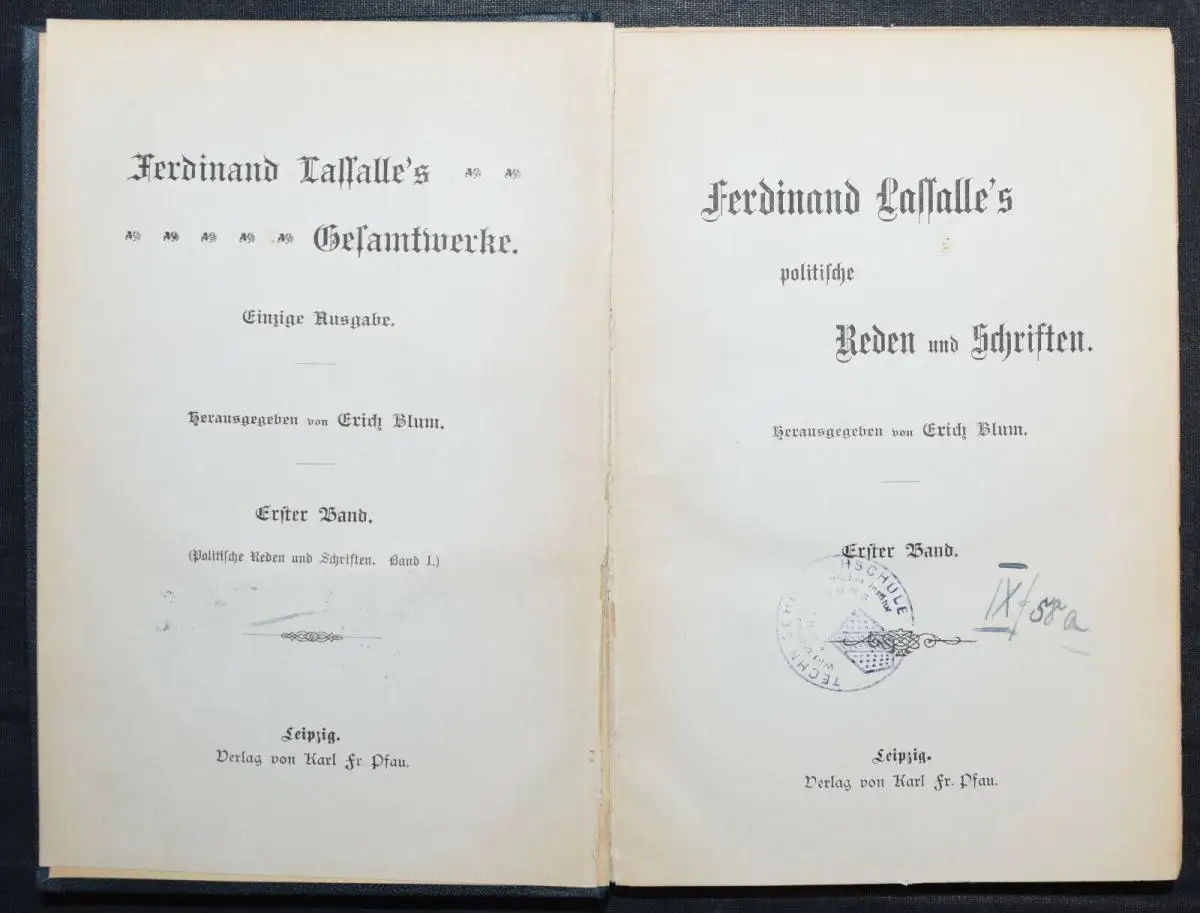 Ferdinand Laſſalle's
Geſamtwerke.
Einzige Ausgabe.
Herausgegeben von Erich Blum.
Erſter Band.
(Politiſche Reden und Schriften. Band I.)
Leipzig.
Verlag von Karl Fr Pfau.
Ferdinand Laſſalle's
politiſche
Reden und Schriften.
Herausgegeben von Erich Blum.
Erſter Band.
TECHNISCHE HSCHULE
IX/58a
Leipzig.
Verlag von Karl Fr. Pfau.